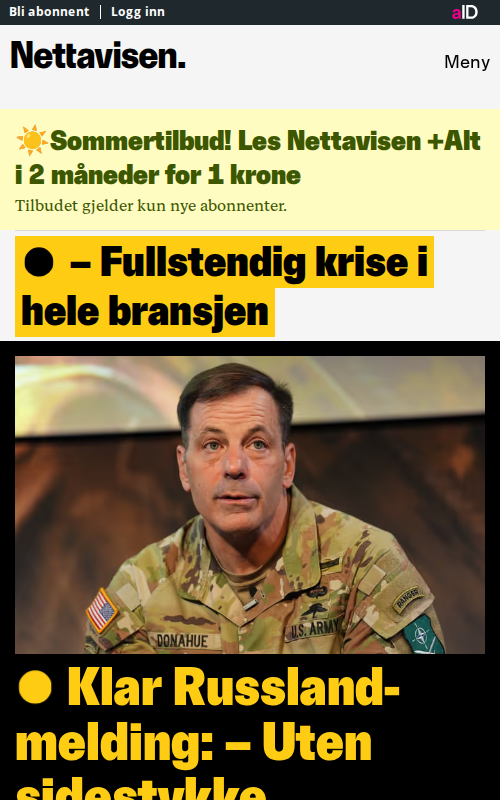 Bli abonnent | Logg inn
aID
Nettavisen.
Meny
☀️Sommertilbud! Les Nettavisen +Alt
i 2 måneder for 1 krone
Tilbudet gjelder kun nye abonnenter.
● – Fullstendig krise i
hele bransjen
RANGER
DONAHUE
U.S. ARMY
● Klar Russland-
melding: – Uten
sidestykke